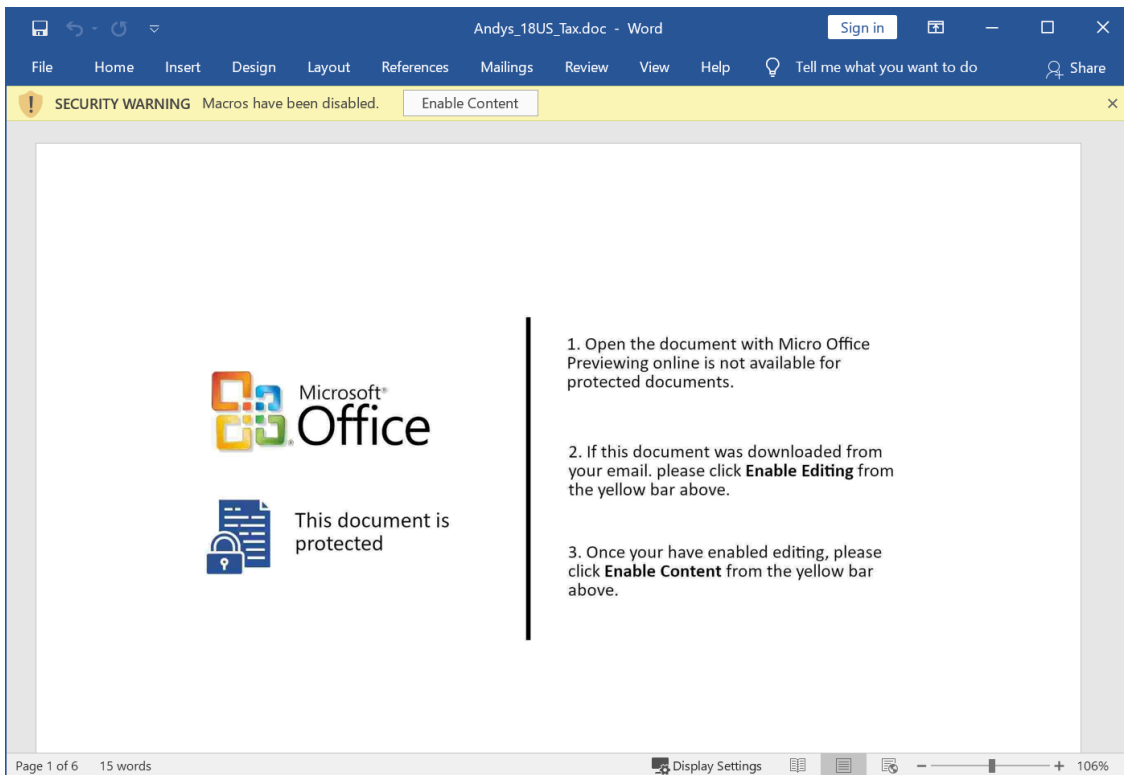 Andys_18US_Tax.doc - Word
Sign in
File Home Insert Design Layout References Mailings Review View Help Tell me what you want to do Share
SECURITY WARNING Macros have been disabled. Enable Content
Microsoft®
Office
This document is
protected
1. Open the document with Micro Office
Previewing online is not available for
protected documents.
2. If this document was downloaded from
your email. please click Enable Editing from
the yellow bar above.
3. Once your have enabled editing, please
click Enable Content from the yellow bar
above.
Page 1 of 6 15 words Display Settings 106%